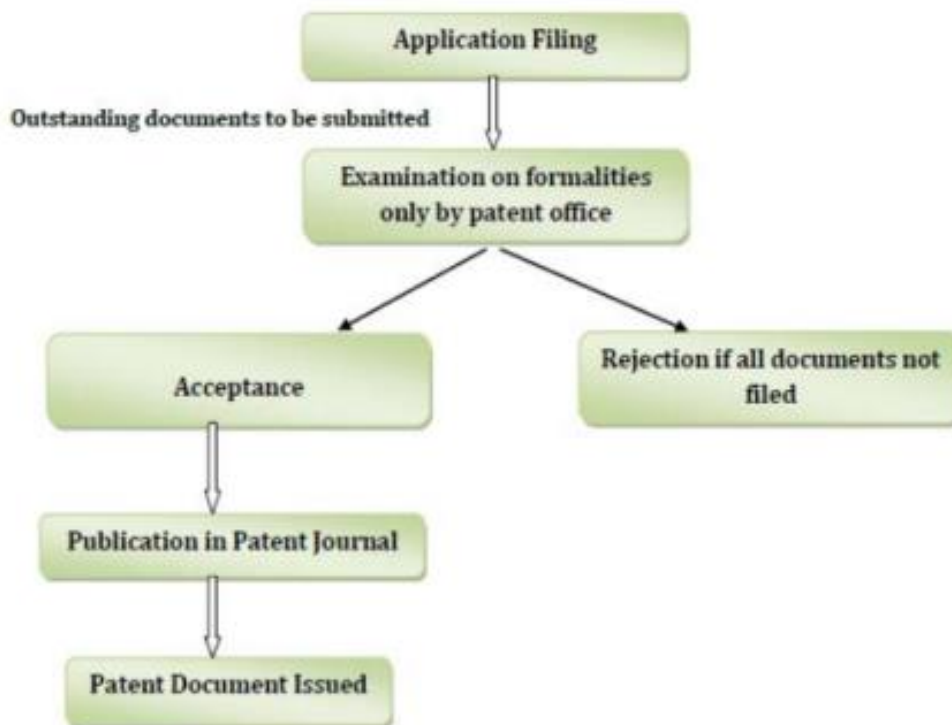 Application Filing
Outstanding documents to be submitted
Examination on formalities
only by patent office
Acceptance
Rejection if all documents not
filed
Publication in Patent Journal
Patent Document Issued